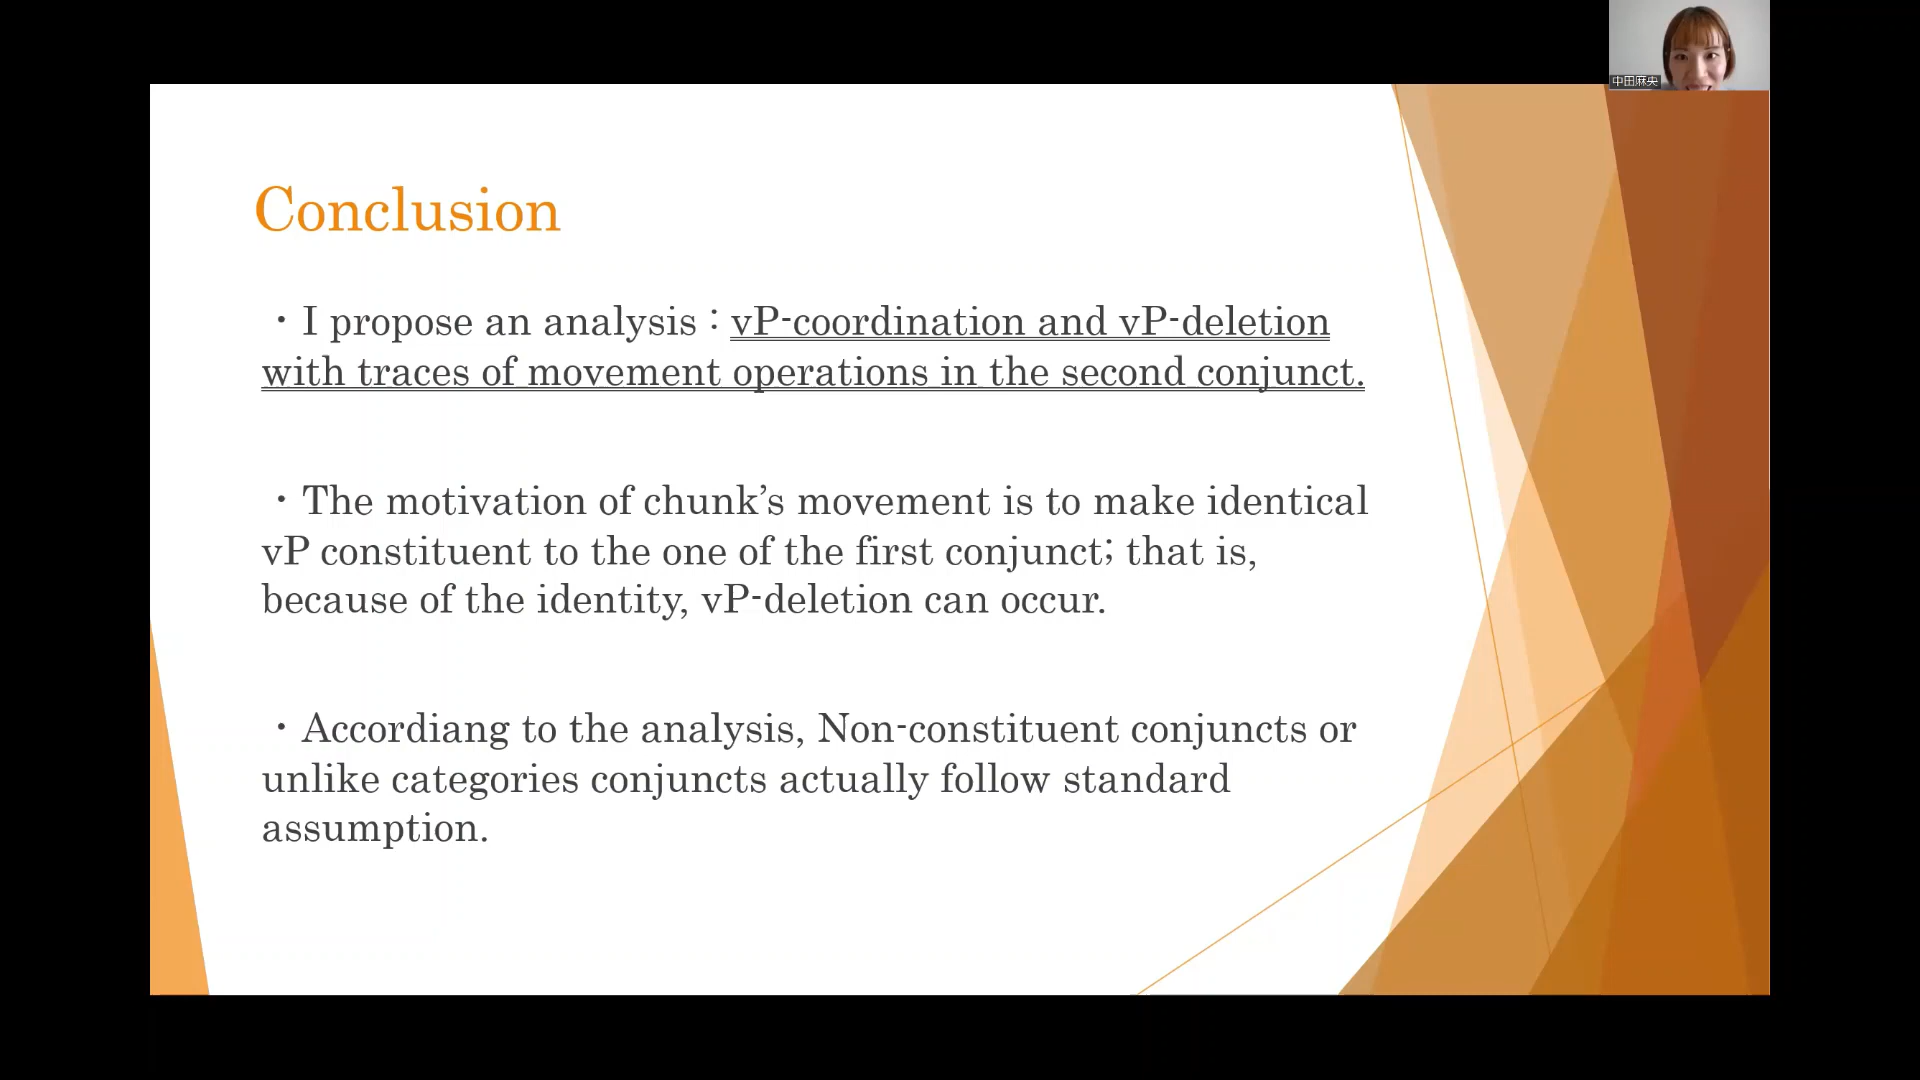 中田麻央
Conclusion
・I propose an analysis : vP-coordination and vP-deletion
with traces of movement operations in the second conjunct.
・The motivation of chunk’s movement is to make identical
vP constituent to the one of the first conjunct; that is,
because of the identity, vP-deletion can occur.
・Accordiang to the analysis, Non-constituent conjuncts or
unlike categories conjuncts actually follow standard
assumption.